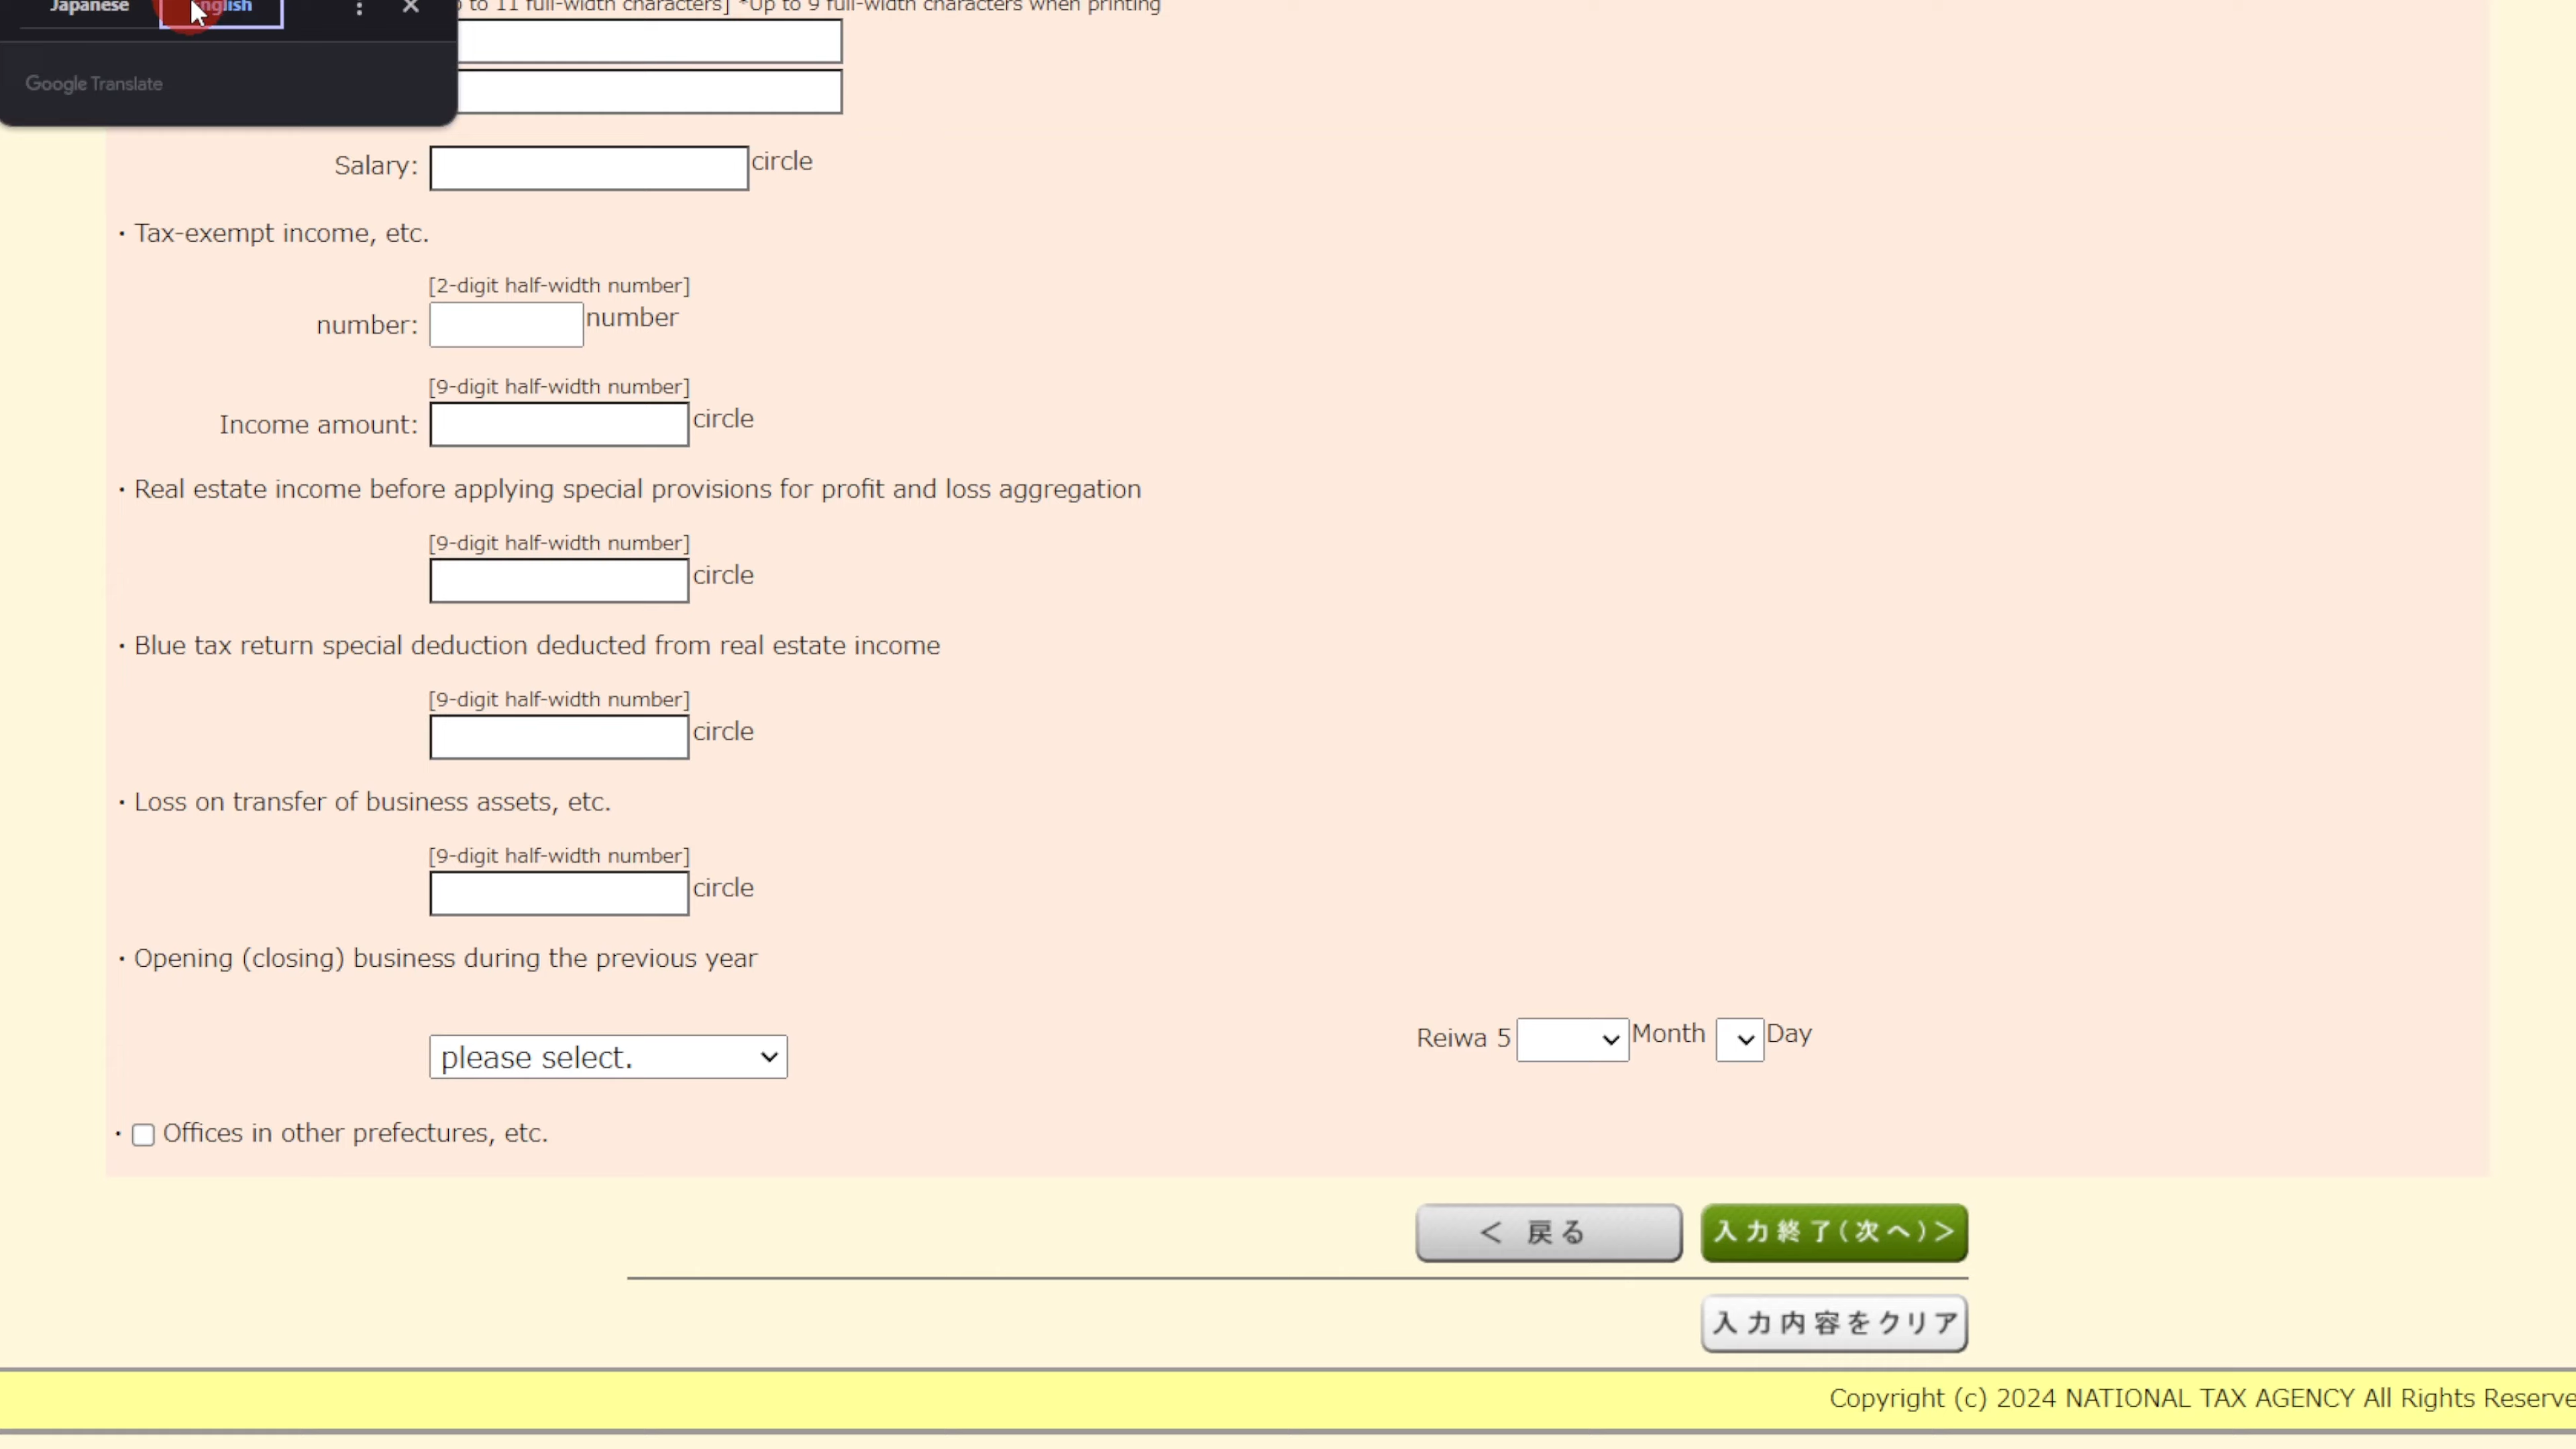 Japanese English
to 11 full-width characters] *Up to 9 full-width characters when printing
Google Translate
Salary: circle
・Tax-exempt income, etc.
[2-digit half-width number]
number: number
[9-digit half-width number]
Income amount: circle
・Real estate income before applying special provisions for profit and loss aggregation
[9-digit half-width number]
circle
・Blue tax return special deduction deducted from real estate income
[9-digit half-width number]
circle
・Loss on transfer of business assets, etc.
[9-digit half-width number]
circle
・Opening (closing) business during the previous year
Reiwa 5 Month Day
please select.
・Offices in other prefectures, etc.
< 戻る 入力終了(次へ)>
入力内容をクリア
Copyright (c) 2024 NATIONAL TAX AGENCY All Rights Reserve